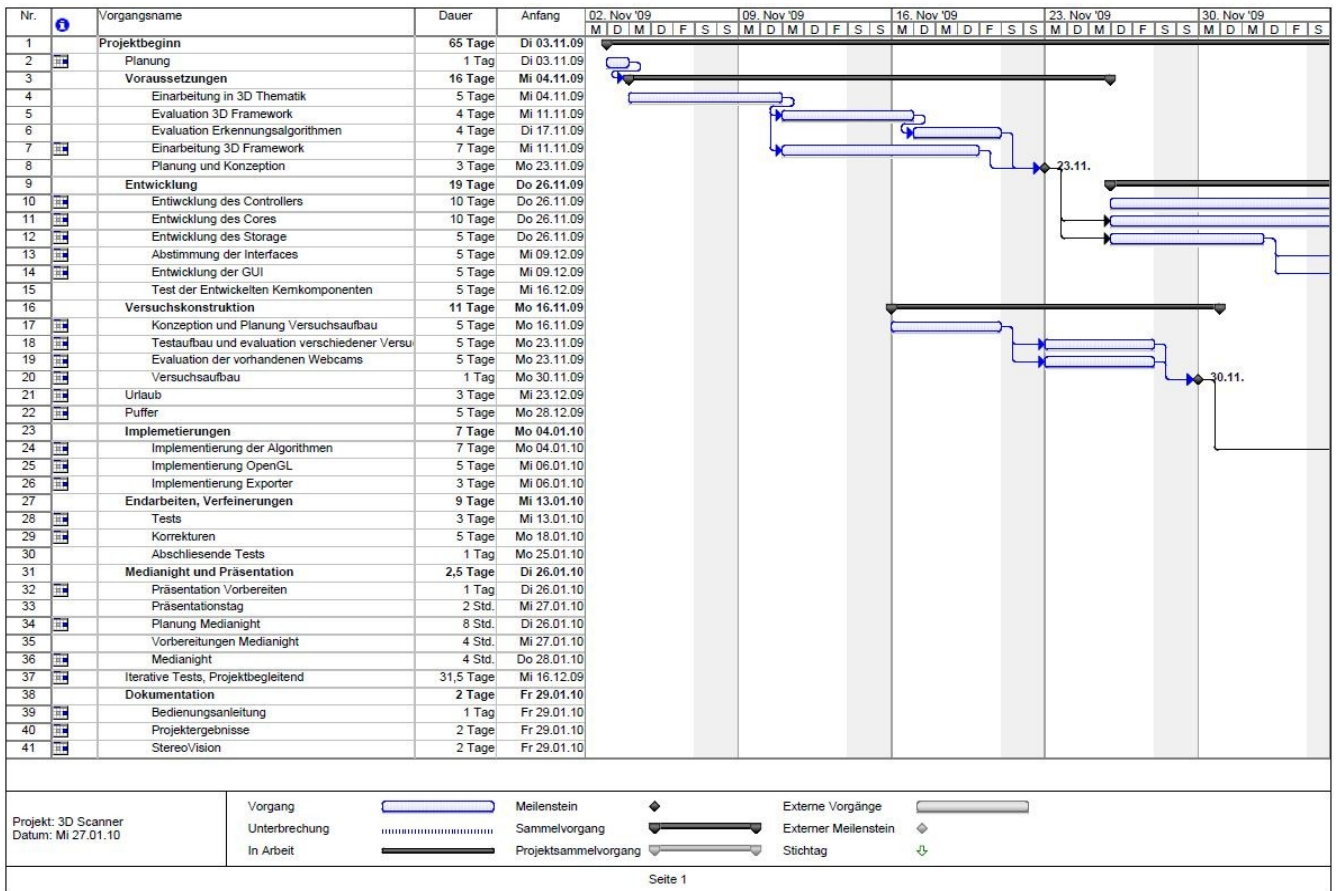 Nr. Vorgangsname Dauer Anfang 02. Nov '09 09. Nov '09 16. Nov '09 23. Nov '09 30. Nov '09
M D M D F S S M D M D F S S M D M D F S S M D M D F S S M D M D F S
1 Projektbeginn 65 Tage Di 03.11.09
2 Planung 1 Tag Di 03.11.09
3 Voraussetzungen 16 Tage Mi 04.11.09
4 Einarbeitung in 3D Thematik 5 Tage Mi 04.11.09
5 Evaluation 3D Framework 4 Tage Mi 11.11.09
6 Evaluation Erkennungsalgorithmen 4 Tage Di 17.11.09
7 Einarbeitung 3D Framework 7 Tage Mi 11.11.09
8 Planung und Konzeption 3 Tage Mo 23.11.09 23.11.
9 Entwicklung 19 Tage Do 26.11.09
10 Entiwcklung des Controllers 10 Tage Do 26.11.09
11 Entwicklung des Cores 10 Tage Do 26.11.09
12 Entwicklung des Storage 5 Tage Do 26.11.09
13 Abstimmung der Interfaces 5 Tage Mi 09.12.09
14 Entwicklung der GUI 5 Tage Mi 09.12.09
15 Test der Entwickelten Kernkomponenten 5 Tage Mi 16.12.09
16 Versuchskonstruktion 11 Tage Mo 16.11.09
17 Konzeption und Planung Versuchsaufbau 5 Tage Mo 16.11.09
18 Testaufbau und evaluation verschiedener Versu 5 Tage Mo 23.11.09
19 Evaluation der vorhandenen Webcams 5 Tage Mo 23.11.09
20 Versuchsaufbau 1 Tag Mo 30.11.09 30.11.
21 Urlaub 3 Tage Mi 23.12.09
22 Puffer 5 Tage Mo 28.12.09
23 Implemetierungen 7 Tage Mo 04.01.10
24 Implementierung der Algorithmen 7 Tage Mo 04.01.10
25 Implementierung OpenGL 5 Tage Mi 06.01.10
26 Implementierung Exporter 3 Tage Mi 06.01.10
27 Endarbeiten, Verfeinerungen 9 Tage Mi 13.01.10
28 Tests 3 Tage Mi 13.01.10
29 Korrekturen 5 Tage Mo 18.01.10
30 Abschliesende Tests 1 Tag Mo 25.01.10
31 Medianight und Präsentation 2,5 Tage Di 26.01.10
32 Präsentation Vorbereiten 1 Tag Di 26.01.10
33 Präsentationstag 2 Std. Mi 27.01.10
34 Planung Medianight 8 Std. Di 26.01.10
35 Vorbereitungen Medianight 4 Std. Mi 27.01.10
36 Medianight 4 Std. Do 28.01.10
37 Iterative Tests, Projektbegleitend 31,5 Tage Mi 16.12.09
38 Dokumentation 2 Tage Fr 29.01.10
39 Bedienungsanleitung 1 Tag Fr 29.01.10
40 Projektergebnisse 2 Tage Fr 29.01.10
41 StereoVision 2 Tage Fr 29.01.10
Projekt: 3D Scanner
Datum: Mi 27.01.10
Vorgang Meilenstein Externe Vorgänge
Unterbrechung Sammelvorgang Externer Meilenstein
In Arbeit Projektsammelvorgang Stichtag
Seite 1